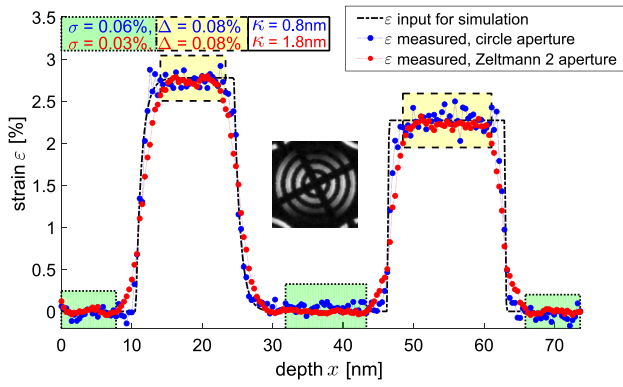 σ = 0.06%, Δ = 0.08% κ = 0.8nm
σ = 0.03%, Δ = 0.08% κ = 1.8nm
ε input for simulation
ε measured, circle aperture
ε measured, Zeltmann 2 aperture
3.5
3
2.5
2
1.5
1
0.5
0
strain ε [%]
0 10 20 30 40 50 60 70
depth x [nm]